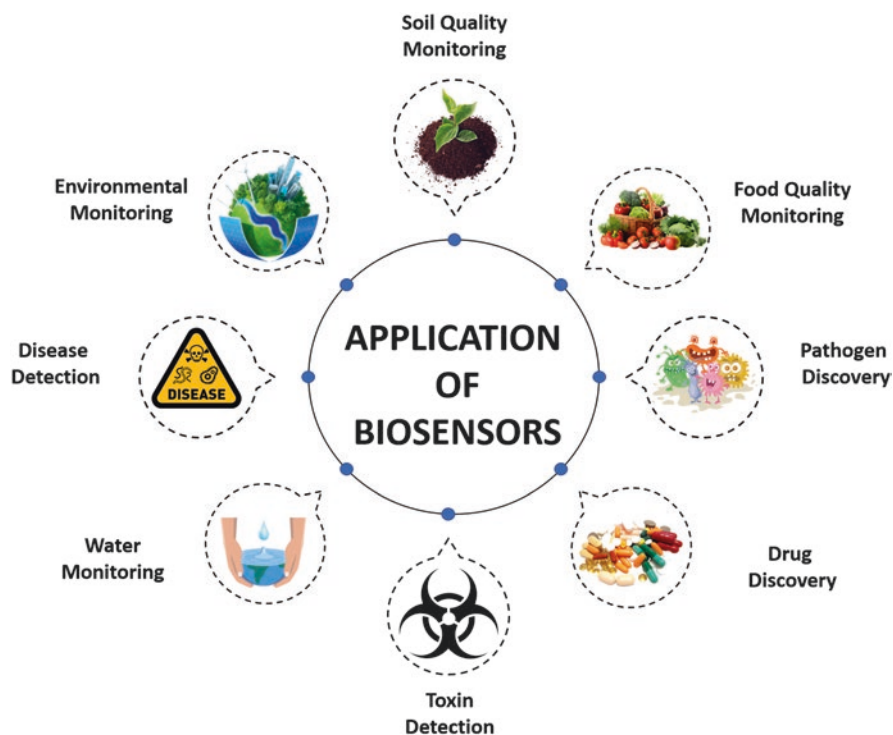 Soil Quality
Monitoring
Environmental
Monitoring
Food Quality
Monitoring
Disease
Detection
DISEASE
APPLICATION
OF
BIOSENSORS
Pathogen
Discovery
Water
Monitoring
Drug
Discovery
Toxin
Detection